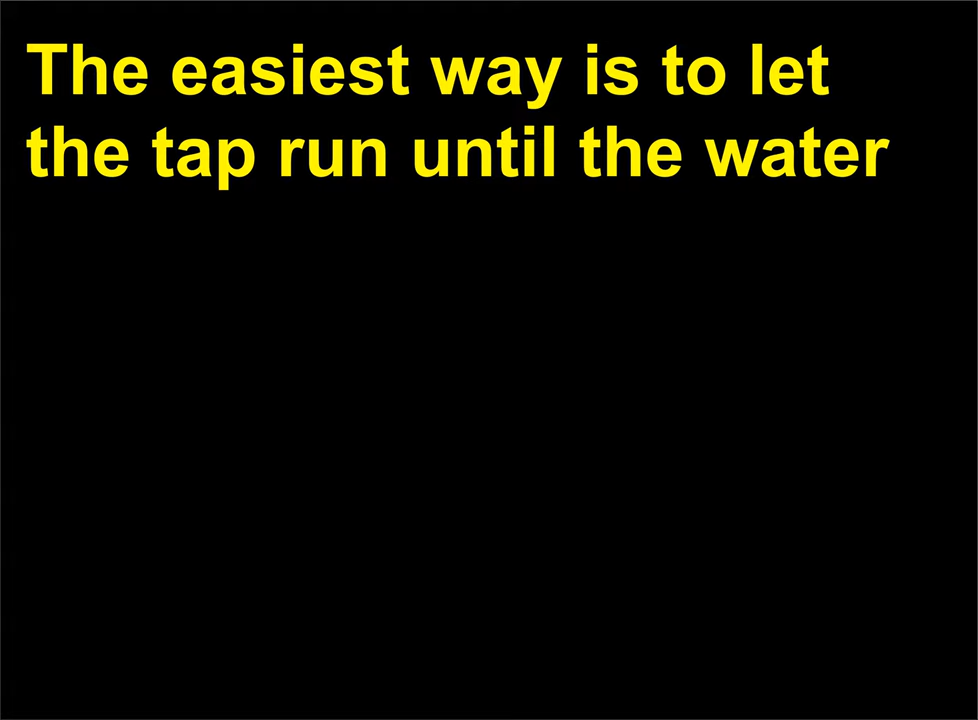 The easiest way is to let
the tap run until the water